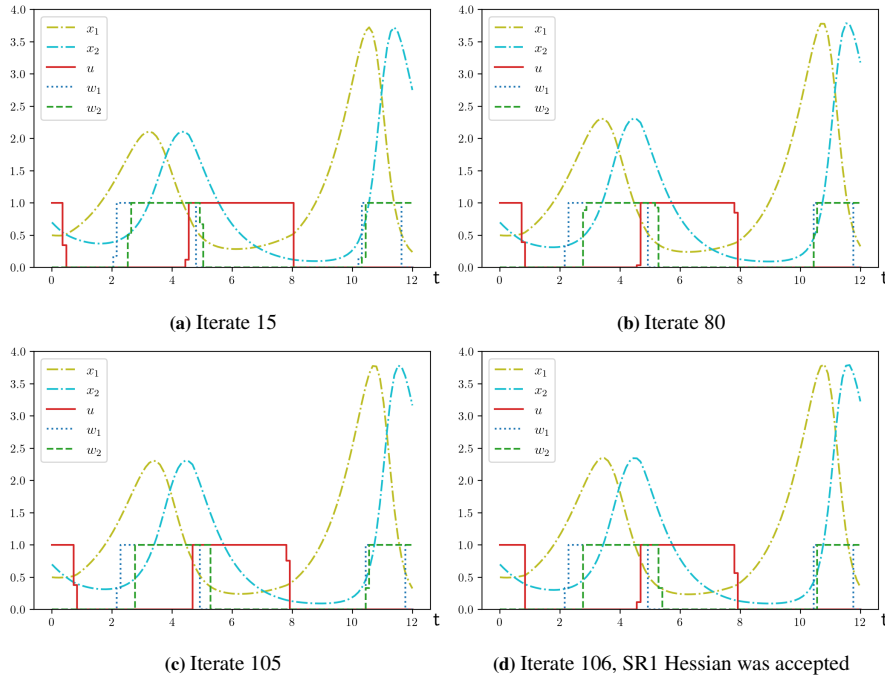 4.0
3.5
3.0
2.5
2.0
1.5
1.0
0.5
0.0
x₁
x₂
u
w₁
w₂
0 2 4 6 8 10 12 t
(a) Iterate 15
4.0
3.5
3.0
2.5
2.0
1.5
1.0
0.5
0.0
x₁
x₂
u
w₁
w₂
0 2 4 6 8 10 12 t
(b) Iterate 80
4.0
3.5
3.0
2.5
2.0
1.5
1.0
0.5
0.0
x₁
x₂
u
w₁
w₂
0 2 4 6 8 10 12 t
(c) Iterate 105
4.0
3.5
3.0
2.5
2.0
1.5
1.0
0.5
0.0
x₁
x₂
u
w₁
w₂
0 2 4 6 8 10 12 t
(d) Iterate 106, SR1 Hessian was accepted